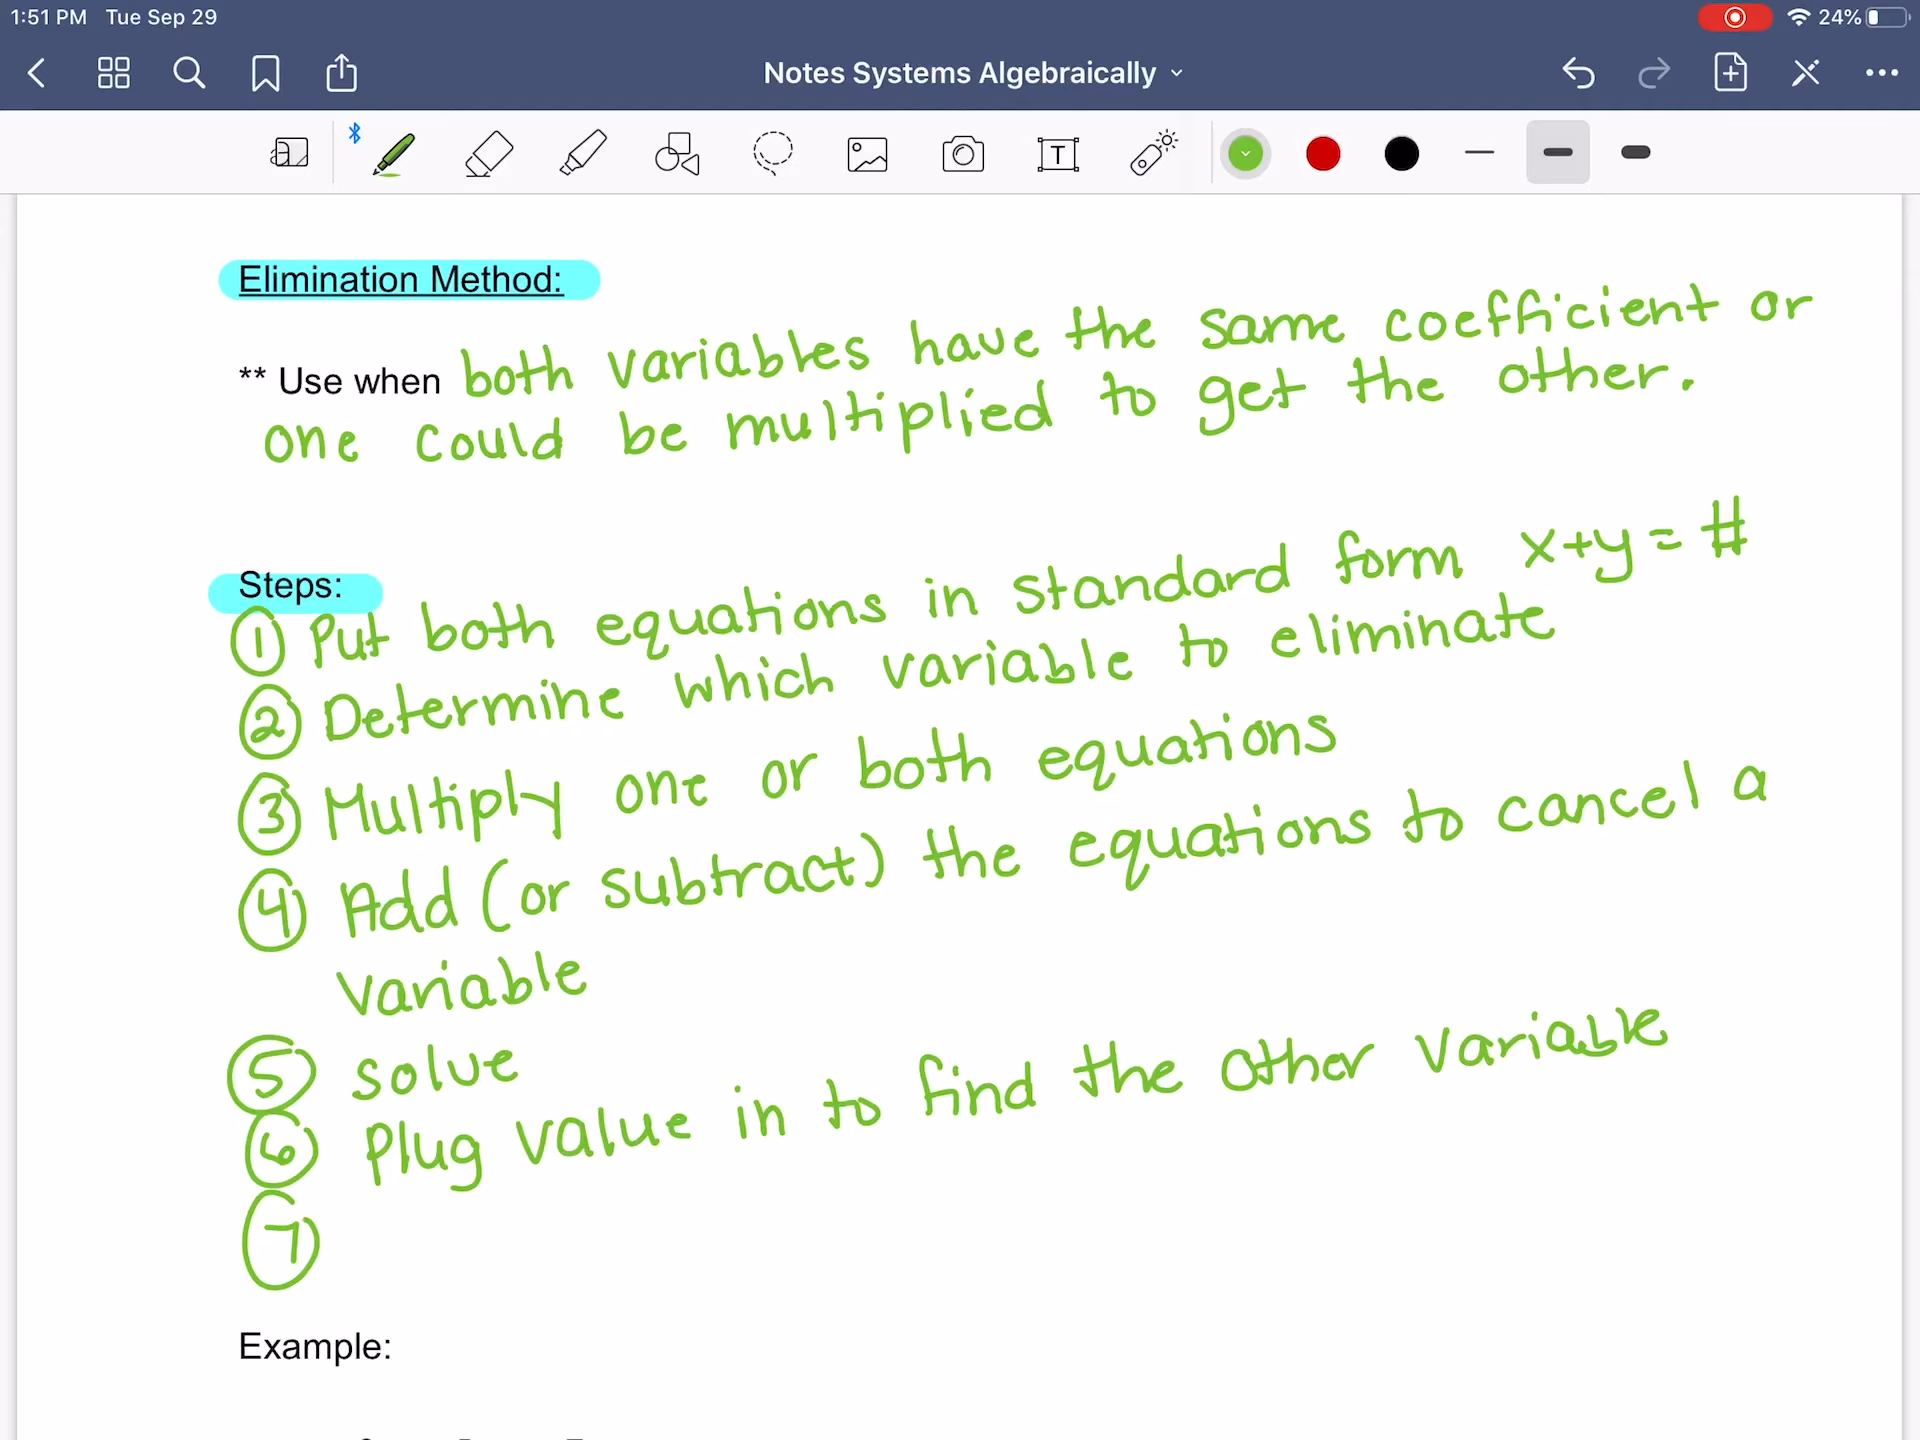 1:51 PM Tue Sep 29
24%
Notes Systems Algebraically
Elimination Method:
** Use when both variables have the same coefficient or
one could be multiplied to get the other.
Steps:
① Put both equations in standard form x+y=#
② Determine which variable to eliminate
③ Multiply one or both equations
④ Add (or subtract) the equations to cancel a
variable
⑤ solve
⑥ Plug value in to find the other variable
⑦
Example: